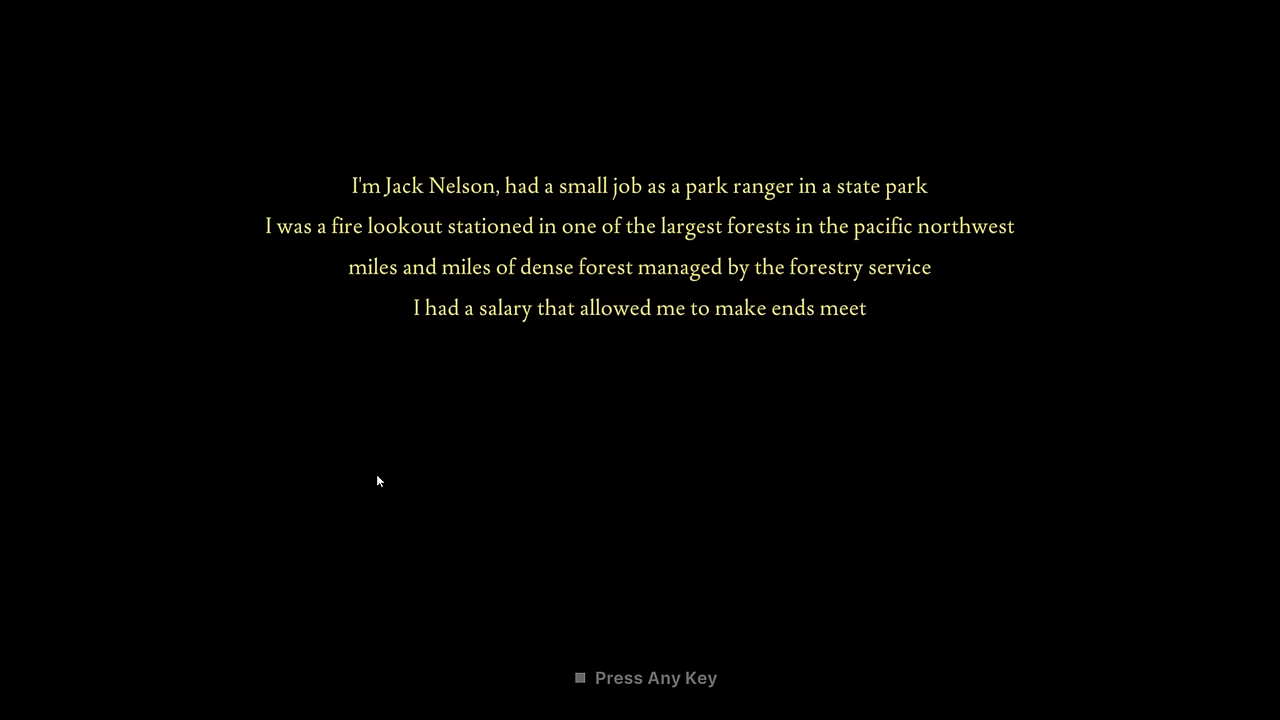 I'm Jack Nelson, had a small job as a park ranger in a state park
I was a fire lookout stationed in one of the largest forests in the pacific northwest
miles and miles of dense forest managed by the forestry service
I had a salary that allowed me to make ends meet
Press Any Key